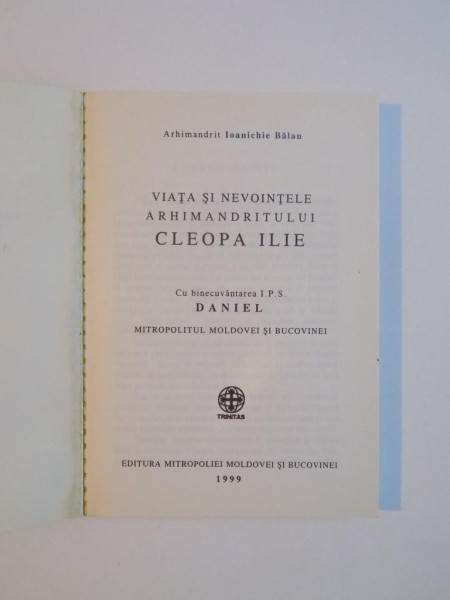 Arhimandrit Ioanichie Bălan
VIAȚA ȘI NEVOINȚELE
ARHIMANDRITULUI
CLEOPA ILIE
Cu binecuvântarea I.P.S.
DANIEL
MITROPOLITUL MOLDOVEI ȘI BUCOVINEI
TRINITAS
EDITURA MITROPOLIEI MOLDOVEI ȘI BUCOVINEI
1999